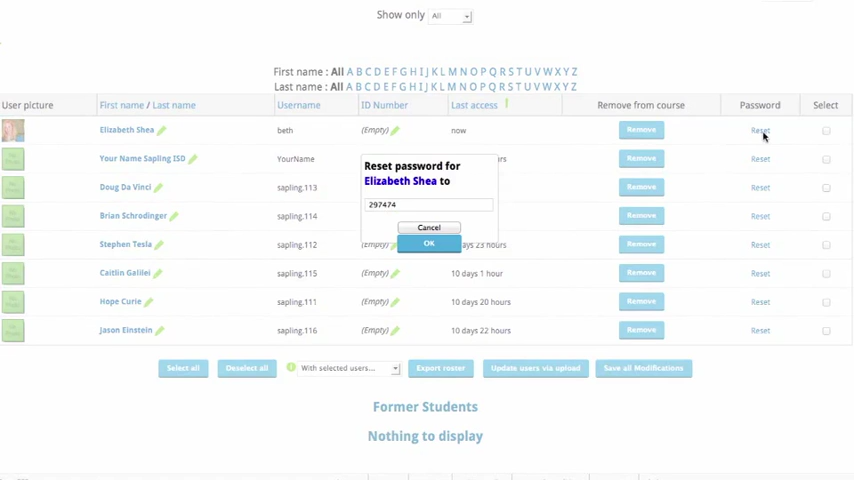 Show only All
First name : All A B C D E F G H I J K L M N O P Q R S T U V W X Y Z
Last name : All A B C D E F G H I J K L M N O P Q R S T U V W X Y Z
User picture First name / Last name Username ID Number Last access Remove from course Password Select
Elizabeth Shea beth (Empty) now Remove Reset
Your Name Sapling ISD YourName Remove Reset
Doug Da Vinci sapling.113 Remove Reset
Brian Schrodinger sapling.114 Remove Reset
Stephen Tesla sapling.112 (Empty) days 23 hours Remove Reset
Caitlin Galilei sapling.115 (Empty) 10 days 1 hour Remove Reset
Hope Curie sapling.111 (Empty) 10 days 20 hours Remove Reset
Jason Einstein sapling.116 (Empty) 10 days 22 hours Remove Reset
Reset password for
Elizabeth Shea to
297474
Cancel
OK
Select all Deselect all With selected users... Export roster Update users via upload Save all Modifications
Former Students
Nothing to display